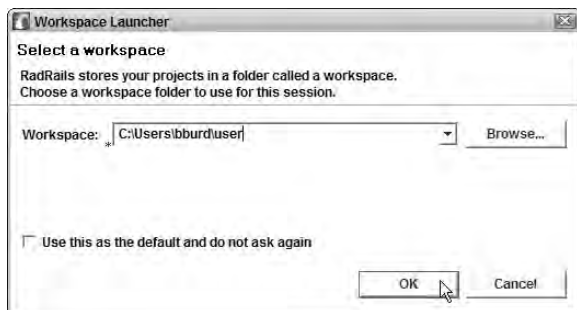 Workspace Launcher
Select a workspace
RadRails stores your projects in a folder called a workspace.
Choose a workspace folder to use for this session.
Workspace: C:\Users\bburd\user Browse...
Use this as the default and do not ask again
OK Cancel